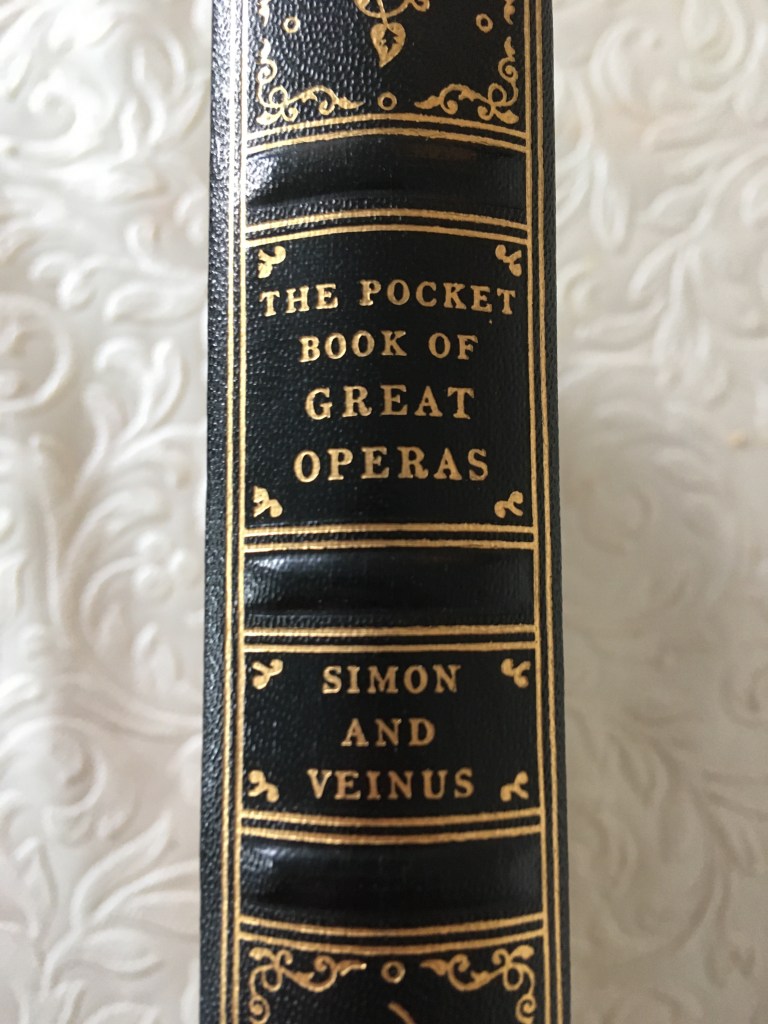 THE POCKET
BOOK OF
GREAT
OPERAS
SIMON
AND
VEINUS